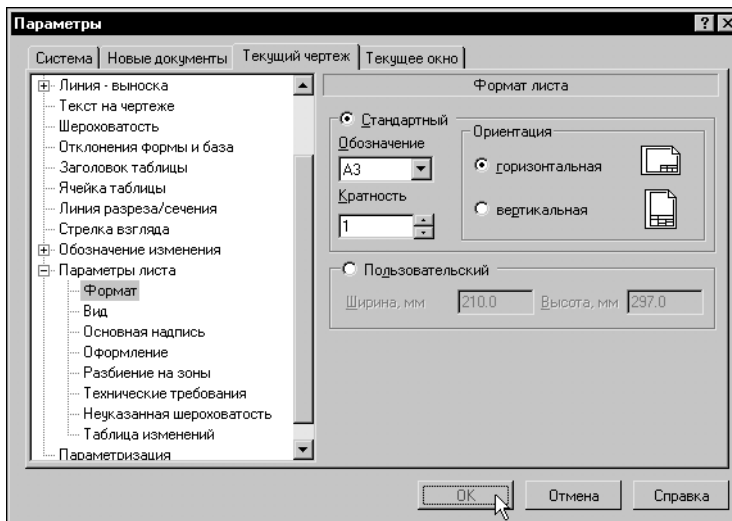 Параметры
Система Новые документы Текущий чертеж Текущее окно
Линия - выноска
Текст на чертеже
Шероховатость
Отклонения формы и база
Заголовок таблицы
Ячейка таблицы
Линия разреза/сечения
Стрелка взгляда
Обозначение изменения
Параметры листа
Формат
Вид
Основная надпись
Оформление
Разбиение на зоны
Технические требования
Неуказанная шероховатость
Таблица изменений
Параметризация
Формат листа
Стандартный
Обозначение
А3
Кратность
1
Ориентация
горизонтальная
вертикальная
Пользовательский
Ширина, мм 210.0 Высота, мм 297.0
OK Отмена Справка